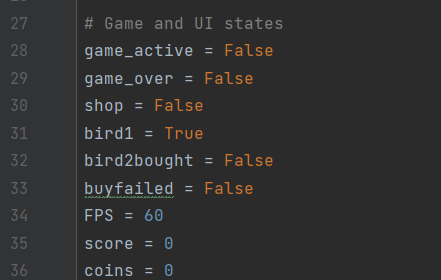 27 # Game and UI states
28 game_active = False
29 game_over = False
30 shop = False
31 bird1 = True
32 bird2bought = False
33 buyfailed = False
34 FPS = 60
35 score = 0
36 coins = 0